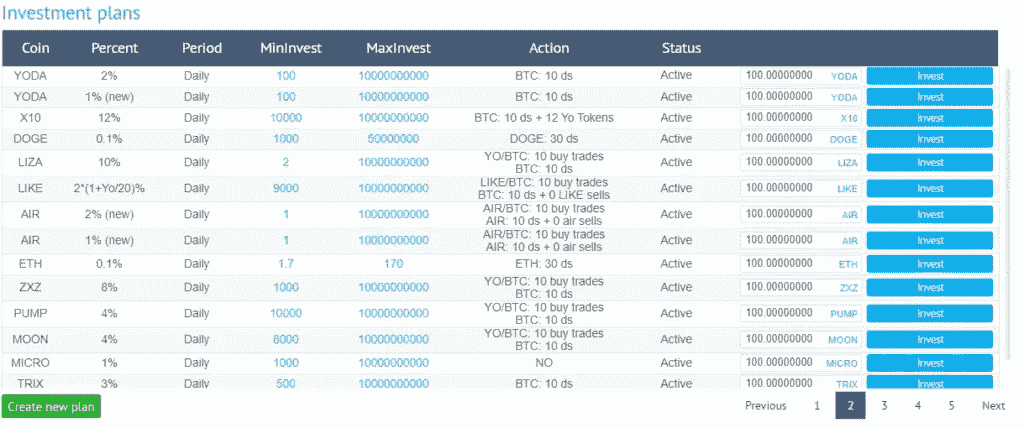 Investment plans
Coin Percent Period MinInvest MaxInvest Action Status
YODA 2% Daily 100 10000000000 BTC: 10 ds Active 100.00000000 YODA Invest
YODA 1% (new) Daily 100 10000000000 BTC: 10 ds Active 100.00000000 YODA Invest
X10 12% Daily 10000 10000000000 BTC: 10 ds + 12 Yo Tokens Active 100.00000000 X10 Invest
DOGE 0.1% Daily 1000 50000000 DOGE: 30 ds Active 100.00000000 DOGE Invest
LIZA 10% Daily 2 10000000000 YO/BTC: 10 buy trades Active 100.00000000 LIZA Invest
BTC: 10 ds
LIKE 2*(1+Yo/20)% Daily 9000 10000000000 LIKE/BTC: 10 buy trades Active 100.00000000 LIKE Invest
BTC: 10 ds + 0 LIKE sells
AIR 2% (new) Daily 1 10000000000 AIR/BTC: 10 buy trades Active 100.00000000 AIR Invest
AIR: 10 ds + 0 air sells
AIR 1% (new) Daily 1 10000000000 AIR/BTC: 10 buy trades Active 100.00000000 AIR Invest
AIR: 10 ds + 0 air sells
ETH 0.1% Daily 1.7 170 ETH: 30 ds Active 100.00000000 ETH Invest
ZXZ 8% Daily 1000 10000000000 YO/BTC: 10 buy trades Active 100.00000000 ZXZ Invest
BTC: 10 ds
PUMP 4% Daily 10000 10000000000 YO/BTC: 10 buy trades Active 100.00000000 PUMP Invest
BTC: 10 ds
MOON 4% Daily 8000 10000000000 YO/BTC: 10 buy trades Active 100.00000000 MOON Invest
BTC: 10 ds
MICRO 1% Daily 1000 10000000000 NO Active 100.00000000 MICRO Invest
TRIX 3% Daily 500 10000000000 BTC: 10 ds Active 100.00000000 TRIX Invest
Create new plan Previous 1 2 3 4 5 Next